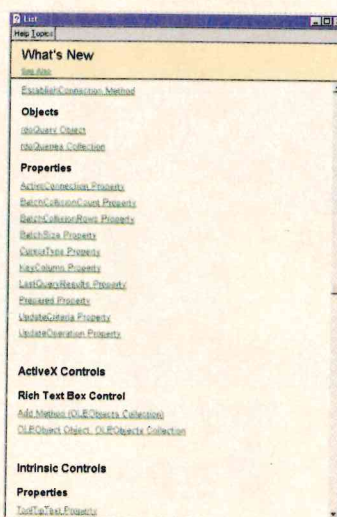 List
Help Topics
What's New
See Also
EstablishConnection Method
Objects
rdoQuery Object
rdoQueries Collection
Properties
ActiveConnection Property
BatchCollisionCount Property
BatchCollisionRows Property
BatchSize Property
CursorType Property
KeyColumn Property
LastQueryResults Property
Prepared Property
UpdateCriteria Property
UpdateOperation Property
ActiveX Controls
Rich Text Box Control
Add Method (OLEObjects Collection)
OLEObject Object, OLEObjects Collection
Intrinsic Controls
Properties
ToolTipText Property